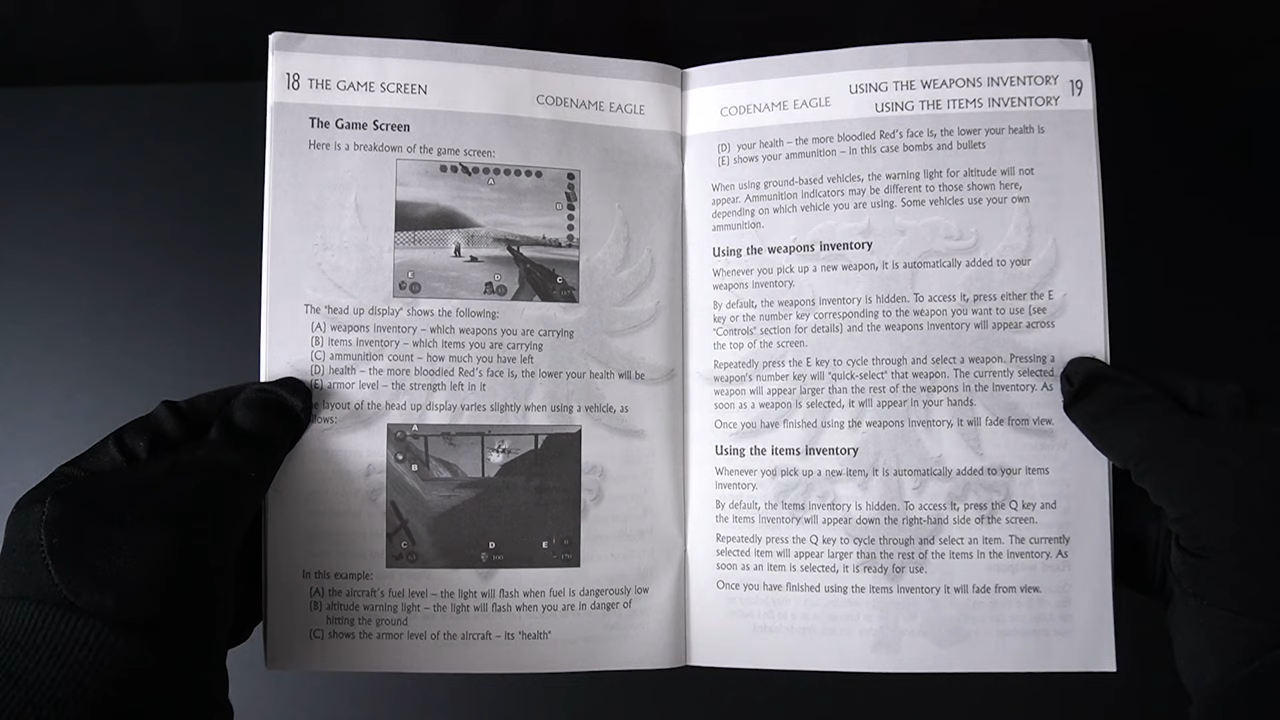 18 THE GAME SCREEN
CODENAME EAGLE
The Game Screen
Here is a breakdown of the game screen:
A
B
E
D
C
The "head up display" shows the following:
(A) weapons inventory – which weapons you are carrying
(B) items inventory – which items you are carrying
(C) ammunition count – how much you have left
(D) health – the more bloodied Red's face is, the lower your health will be
(E) armor level – the strength left in it
layout of the head up display varies slightly when using a vehicle, as
A
B
C
D
E
100
In this example:
(A) the aircraft's fuel level – the light will flash when fuel is dangerously low
(B) altitude warning light – the light will flash when you are in danger of
hitting the ground
(C) shows the armor level of the aircraft – its "health"
CODENAME EAGLE
USING THE WEAPONS INVENTORY
USING THE ITEMS INVENTORY
19
(D) your health – the more bloodied Red's face is, the lower your health is
(E) shows your ammunition – in this case bombs and bullets
When using ground-based vehicles, the warning light for altitude will not
appear. Ammunition indicators may be different to those shown here,
depending on which vehicle you are using. Some vehicles use your own
ammunition.
Using the weapons inventory
Whenever you pick up a new weapon, it is automatically added to your
weapons inventory.
By default, the weapons inventory is hidden. To access it, press either the E
key or the number key corresponding to the weapon you want to use (see
"Controls" section for details) and the weapons inventory will appear across
the top of the screen.
Repeatedly press the E key to cycle through and select a weapon. Pressing a
weapon's number key will "quick-select" that weapon. The currently selected
weapon will appear larger than the rest of the weapons in the inventory. As
soon as a weapon is selected, it will appear in your hands.
Once you have finished using the weapons inventory, it will fade from view.
Using the items inventory
Whenever you pick up a new item, it is automatically added to your items
inventory.
By default, the items inventory is hidden. To access it, press the Q key and
the items inventory will appear down the right-hand side of the screen.
Repeatedly press the Q key to cycle through and select an item. The currently
selected item will appear larger than the rest of the items in the inventory. As
soon as an item is selected, it is ready for use.
Once you have finished using the items inventory it will fade from view.